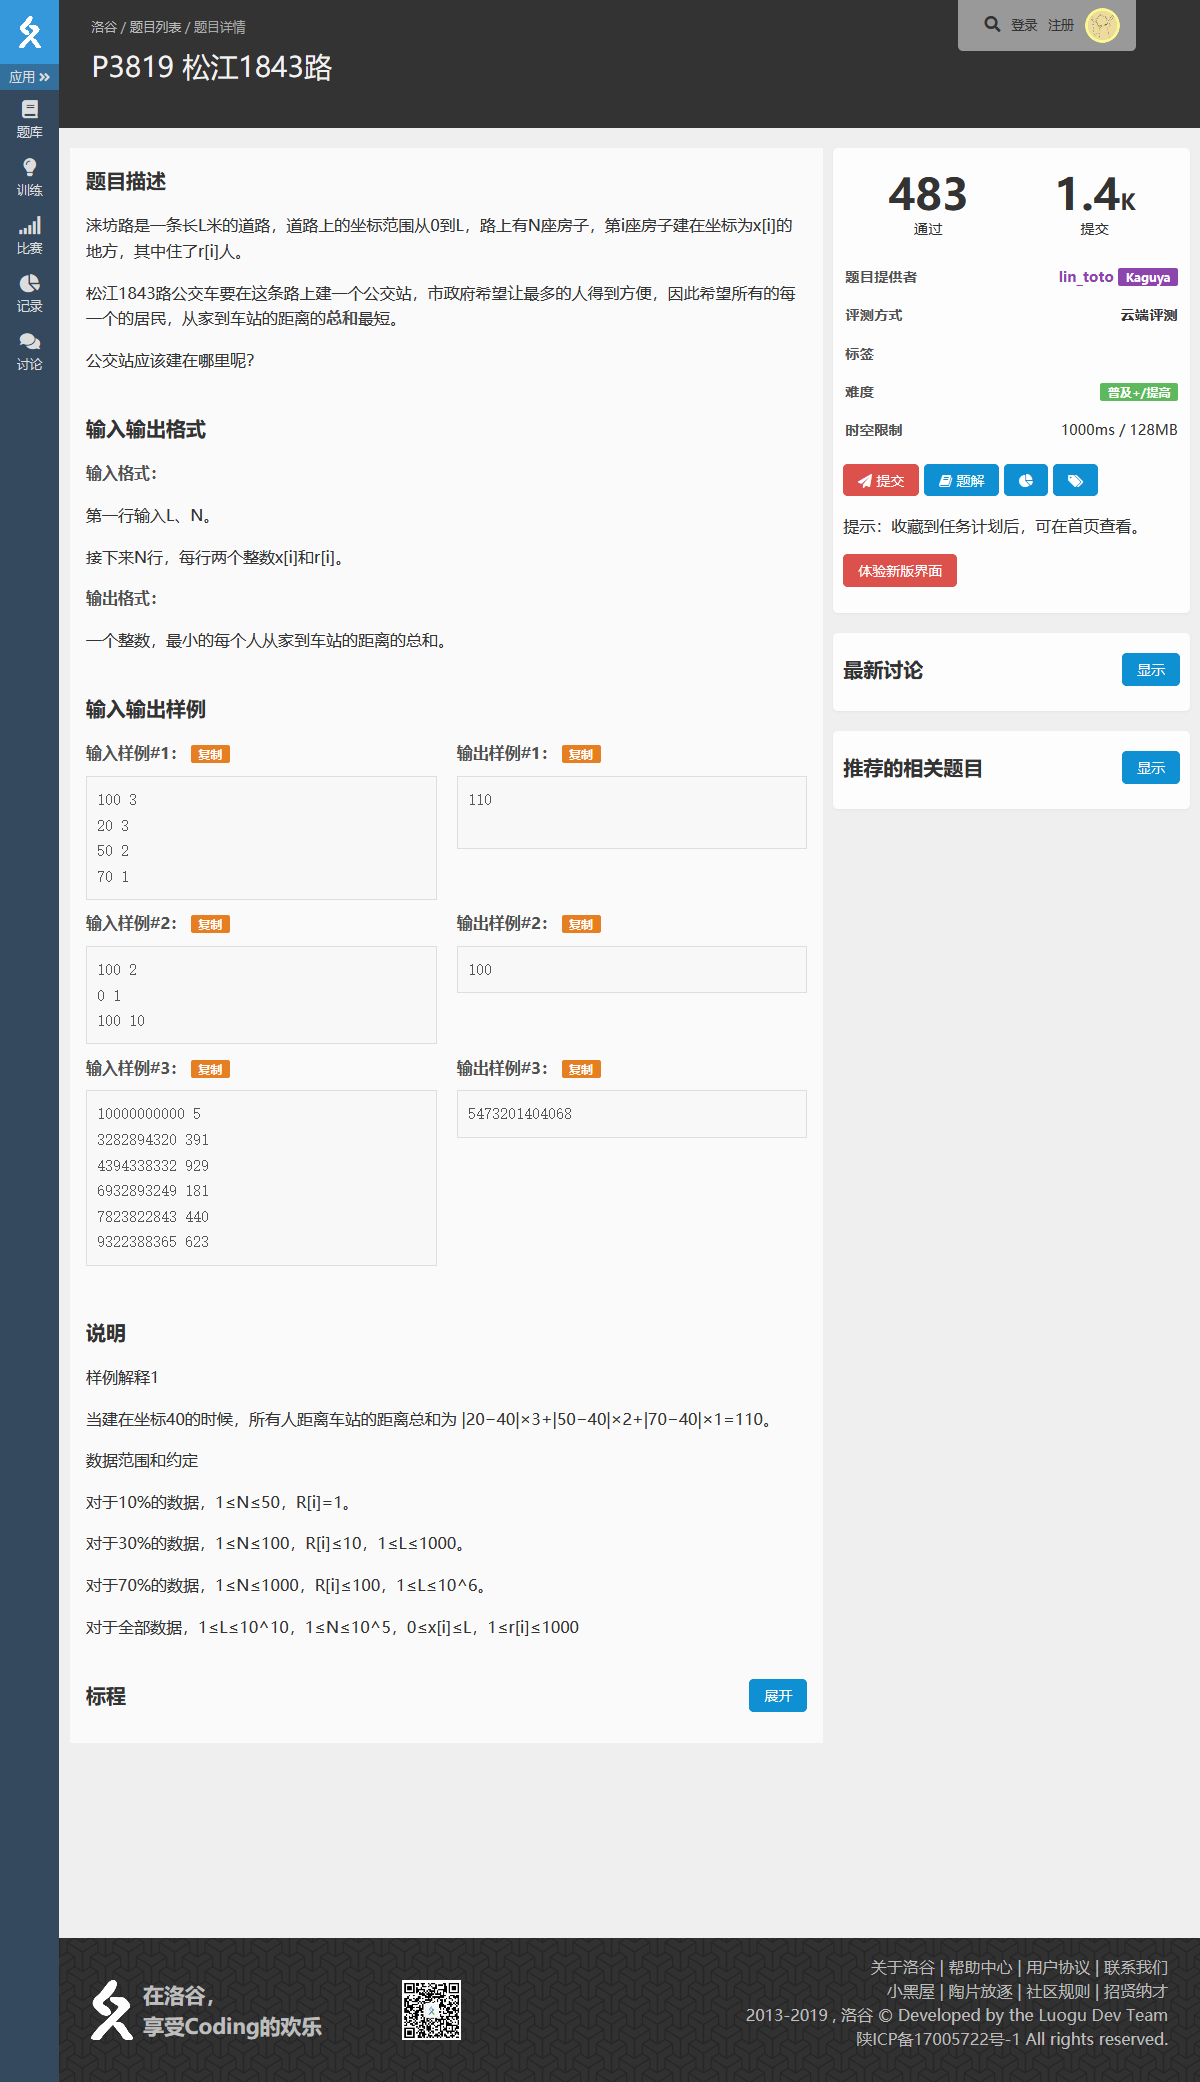 洛谷 / 题目列表 / 题目详情
P3819 松江1843路
登录 注册
应用
题库
训练
比赛
记录
讨论
题目描述
涞坊路是一条长L米的道路，道路上的坐标范围从0到L，路上有N座房子，第i座房子建在坐标为x[i]的
地方，其中住了r[i]人。
松江1843路公交车要在这条路上建一个公交站，市政府希望让最多的人得到方便，因此希望所有的每
一个的居民，从家到车站的距离的总和最短。
公交站应该建在哪里呢？
输入输出格式
输入格式：
第一行输入L、N。
接下来N行，每行两个整数x[i]和r[i]。
输出格式：
一个整数，最小的每个人从家到车站的距离的总和。
输入输出样例
输入样例#1： 复制
100 3
20 3
50 2
70 1
输出样例#1： 复制
110
输入样例#2： 复制
100 2
0 1
100 10
输出样例#2： 复制
100
输入样例#3： 复制
10000000000 5
3282894320 391
4394338332 929
6932893249 181
7823822843 440
9322388365 623
输出样例#3： 复制
5473201404068
说明
样例解释1
当建在坐标40的时候，所有人距离车站的距离总和为 |20−40|×3+|50−40|×2+|70−40|×1=110。
数据范围和约定
对于10%的数据，1≤N≤50，R[i]=1。
对于30%的数据，1≤N≤100，R[i]≤10，1≤L≤1000。
对于70%的数据，1≤N≤1000，R[i]≤100，1≤L≤10^6。
对于全部数据，1≤L≤10^10，1≤N≤10^5，0≤x[i]≤L，1≤r[i]≤1000
标程
展开
483 1.4K
通过 提交
题目提供者 lin_toto Kaguya
评测方式 云端评测
标签
难度 普及+/提高
时空限制 1000ms / 128MB
提交 题解
提示：收藏到任务计划后，可在首页查看。
体验新版界面
最新讨论 显示
推荐的相关题目 显示
在洛谷，
享受Coding的欢乐
关于洛谷 | 帮助中心 | 用户协议 | 联系我们
小黑屋 | 陶片放逐 | 社区规则 | 招贤纳才
2013-2019 , 洛谷 © Developed by the Luogu Dev Team
陕ICP备17005722号-1 All rights reserved.